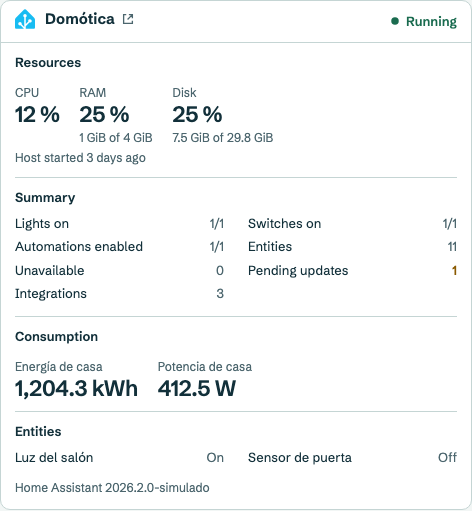 Domótica
Running
Resources
CPU RAM Disk
12 % 25 % 25 %
1 GiB of 4 GiB 7.5 GiB of 29.8 GiB
Host started 3 days ago
Summary
Lights on 1/1 Switches on 1/1
Automations enabled 1/1 Entities 11
Unavailable 0 Pending updates 1
Integrations 3
Consumption
Energía de casa Potencia de casa
1,204.3 kWh 412.5 W
Entities
Luz del salón On Sensor de puerta Off
Home Assistant 2026.2.0-simulado